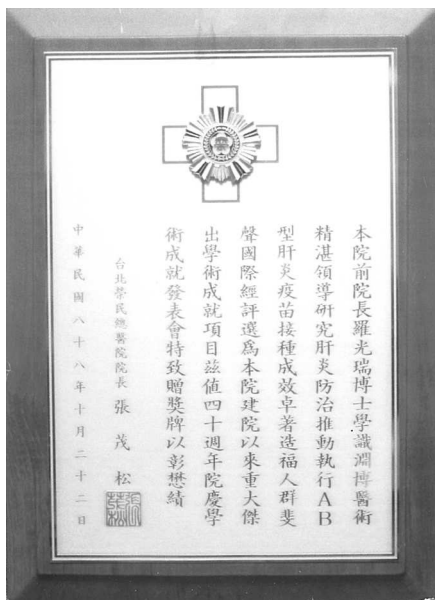 本院前院長羅光瑞博士學識淵博醫術
精湛領導研究肝炎防治推動執行AB
型肝炎疫苗接種成效卓著造福人群斐
聲國際經評選為本院建院以來重大傑
出學術成就項目茲值四十週年院慶學
術成就發表會特致贈獎牌以彰懋績
台北榮民總醫院院長 張茂松
中華民國八十八年十月二十二日